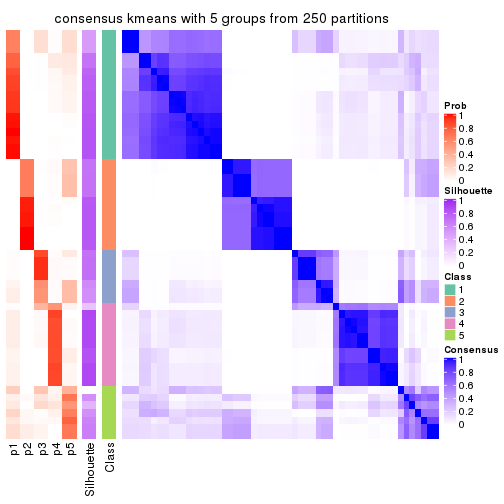 consensus kmeans with 5 groups from 250 partitions
Prob
1
0.8
0.6
0.4
0.2
0
Silhouette
1
0.8
0.6
0.4
0.2
0
Class
1
2
3
4
5
Consensus
1
0.8
0.6
0.4
0.2
0
p1
p2
p3
p4
p5
Silhouette
Class